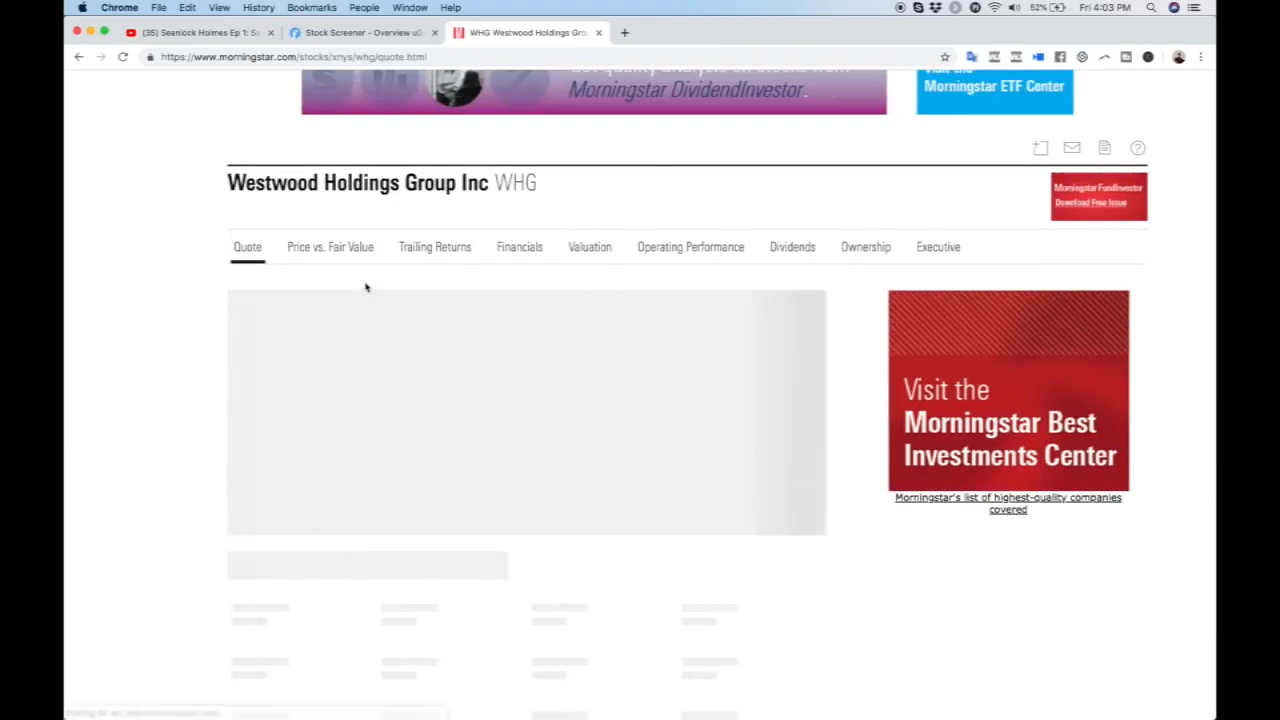 Chrome File Edit View History Bookmarks People Window Help 52% Fri 4:03 PM
(35) Seanlock Holmes Ep 1: Se Stock Screener - Overview WHG Westwood Holdings Gro
https://www.morningstar.com/stocks/xnys/whg/quote.html
Morningstar DividendInvestor.
Visit the
Morningstar ETF Center
Westwood Holdings Group Inc WHG
Morningstar FundInvestor
Download Free Issue
Quote Price vs. Fair Value Trailing Returns Financials Valuation Operating Performance Dividends Ownership Executive
Visit the
Morningstar Best
Investments Center
Morningstar's list of highest-quality companies
covered